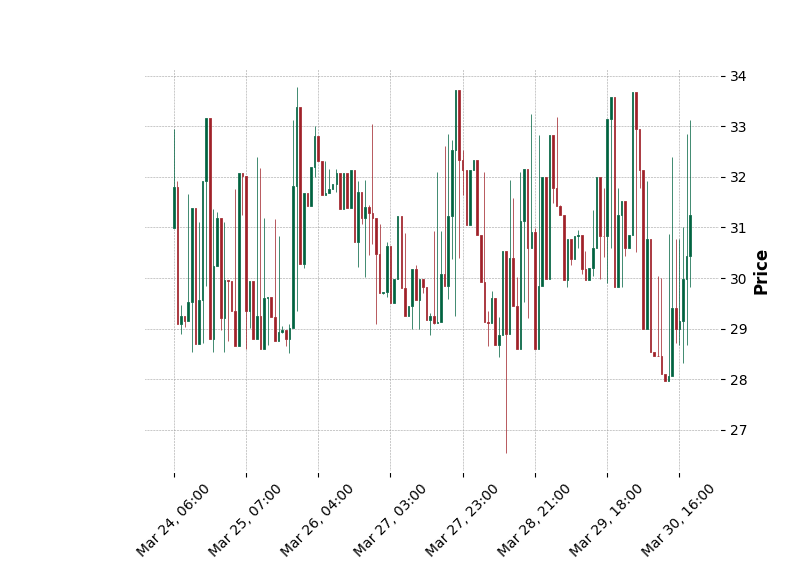 34
33
32
31
30
29
28
27
Price
Mar 24, 06:00
Mar 25, 07:00
Mar 26, 04:00
Mar 27, 03:00
Mar 27, 23:00
Mar 28, 21:00
Mar 29, 18:00
Mar 30, 16:00